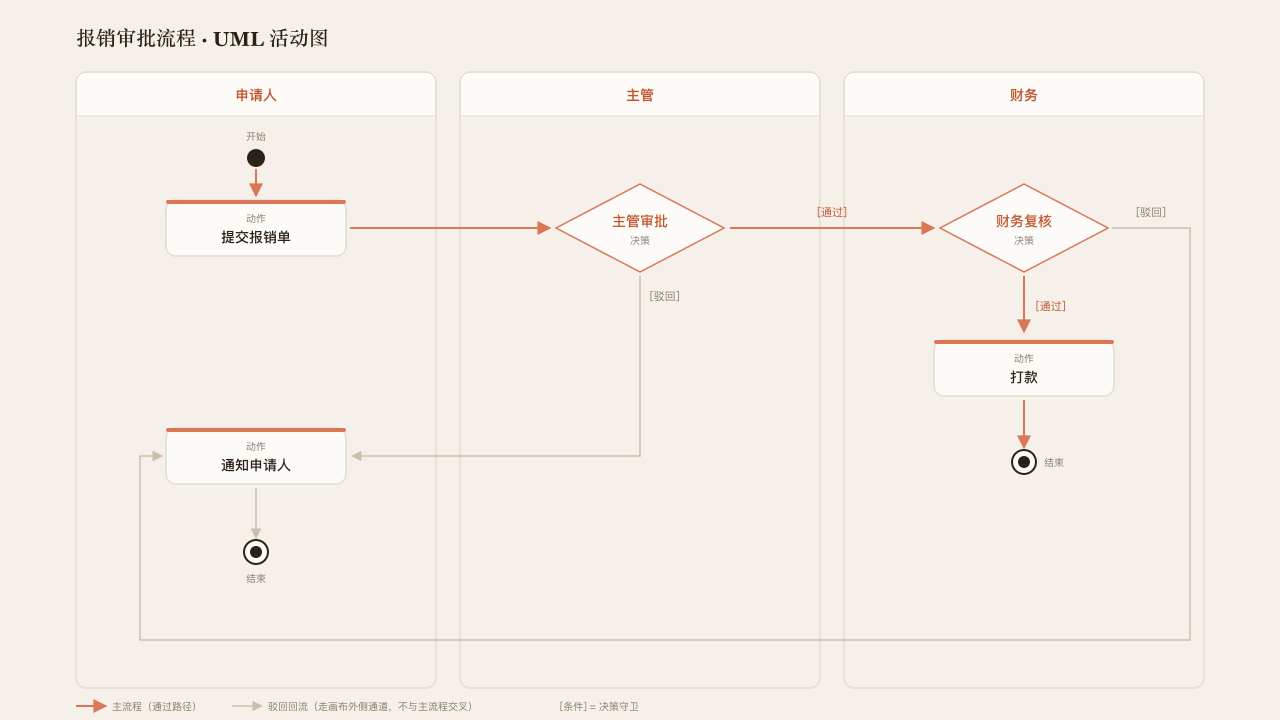 报销审批流程 · UML 活动图
申请人
主管
财务
开始
动作
提交报销单
主管审批
决策
[通过]
财务复核
决策
[驳回]
[驳回]
[通过]
动作
打款
动作
通知申请人
结束
结束
主流程（通过路径）
驳回回流（走画布外侧通道，不与主流程交叉）
[条件] = 决策守卫